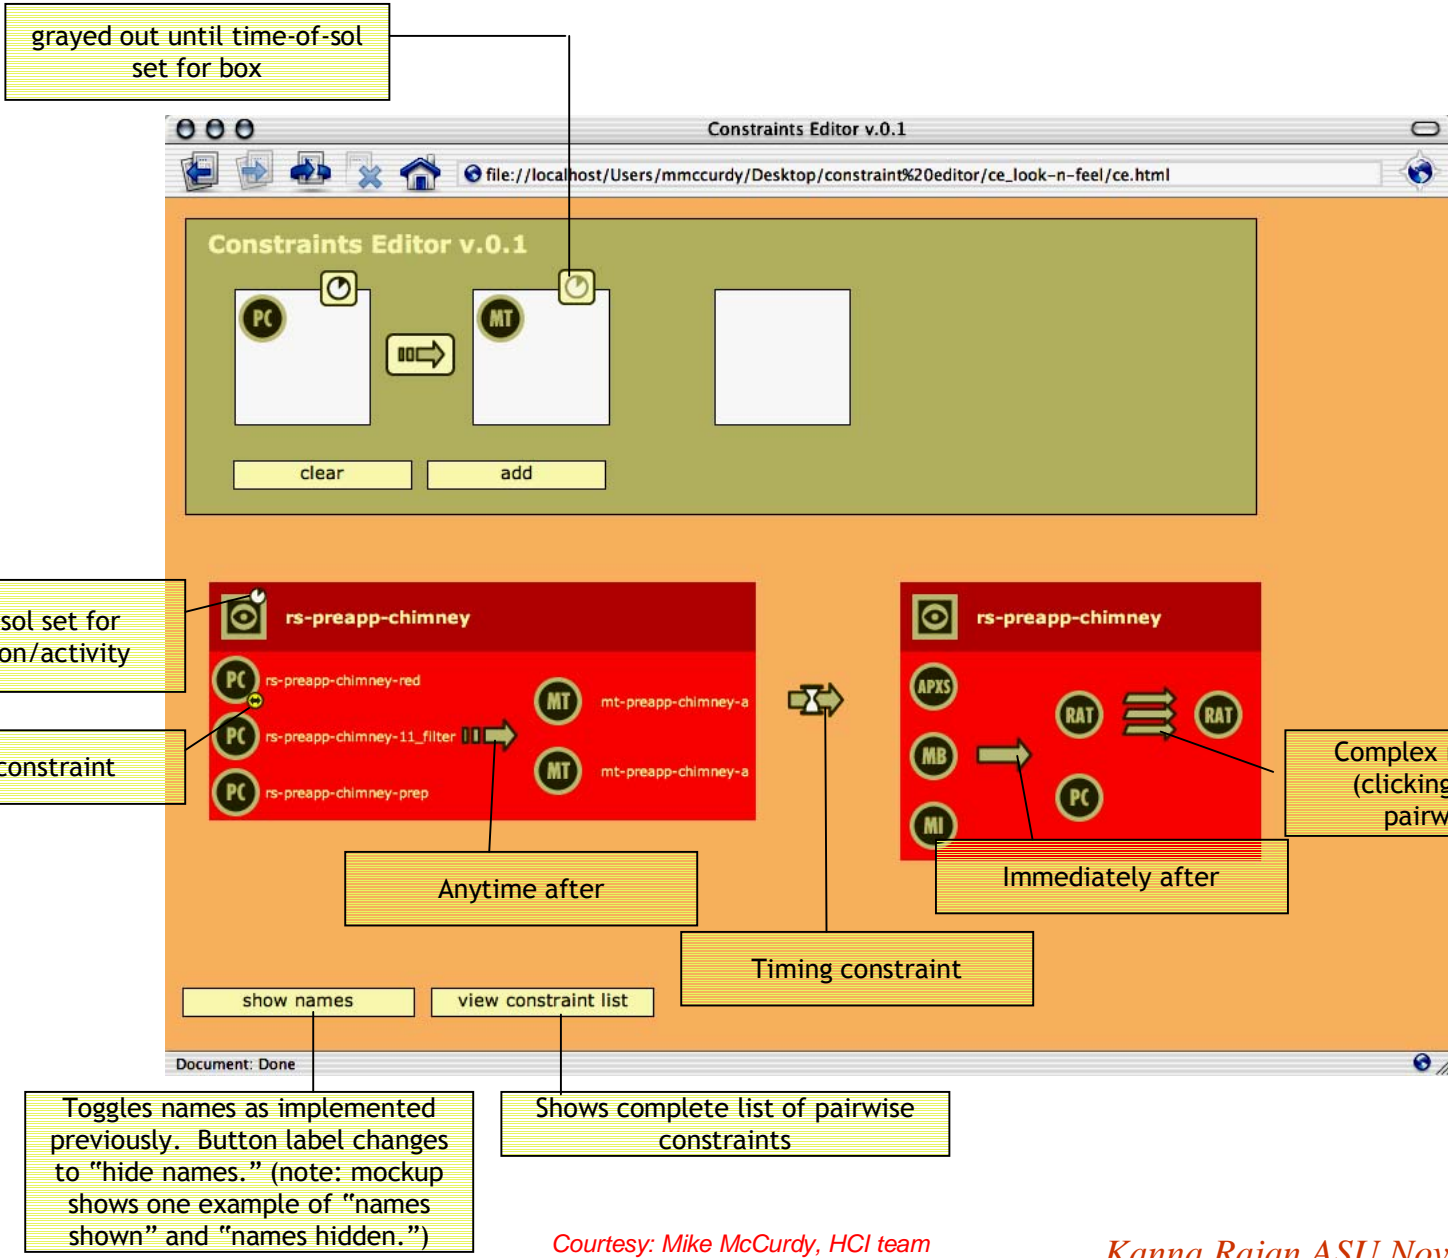 grayed out until time-of-sol
set for box
Constraints Editor v.0.1
file://localhost/Users/mmccurdy/Desktop/constraint%20editor/ce_look-n-feel/ce.html
Constraints Editor v.0.1
PC
MT
clear
add
sol set for
on/activity
constraint
rs-preapp-chimney
PC rs-preapp-chimney-red
PC rs-preapp-chimney-11_filter
PC rs-preapp-chimney-prep
MT mt-preapp-chimney-a
MT mt-preapp-chimney-a
rs-preapp-chimney
APXS
MB
MI
RAT
RAT
PC
Complex
(clicking
pairw
Anytime after
Immediately after
Timing constraint
show names
view constraint list
Document: Done
Toggles names as implemented
previously. Button label changes
to “hide names.” (note: mockup
shows one example of “names
shown” and “names hidden.”)
Shows complete list of pairwise
constraints
Courtesy: Mike McCurdy, HCI team
Kanna Rajan ASU Nov